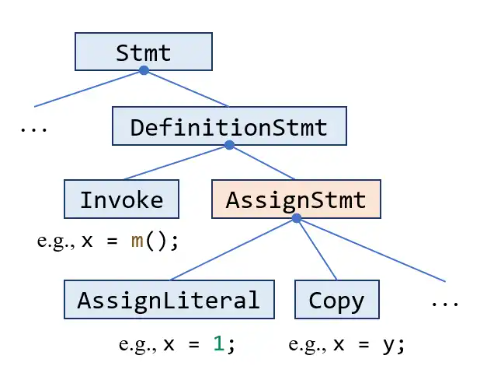 Stmt
...
DefinitionStmt
Invoke
AssignStmt
e.g., x = m();
AssignLiteral
Copy
...
e.g., x = 1;
e.g., x = y;